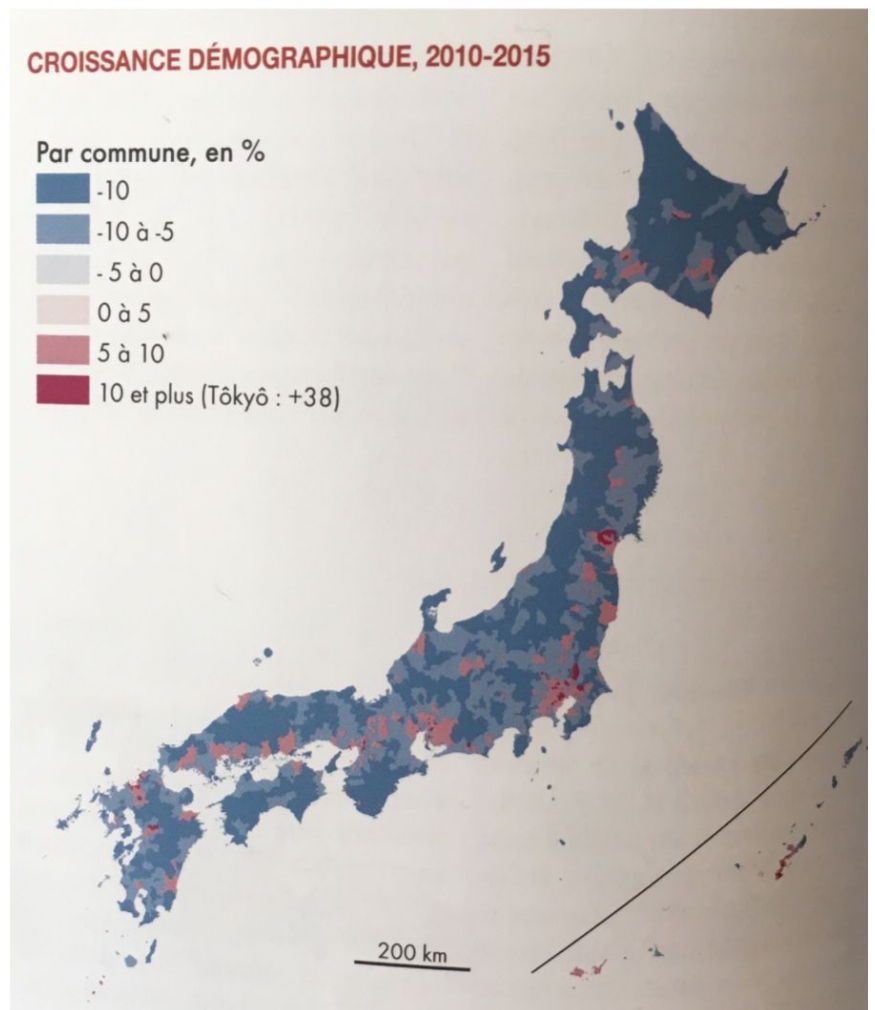 CROISSANCE DÉMOGRAPHIQUE, 2010-2015
Par commune, en %
-10
-10 à -5
- 5 à 0
0 à 5
5 à 10
10 et plus (Tôkyô : +38)
200 km